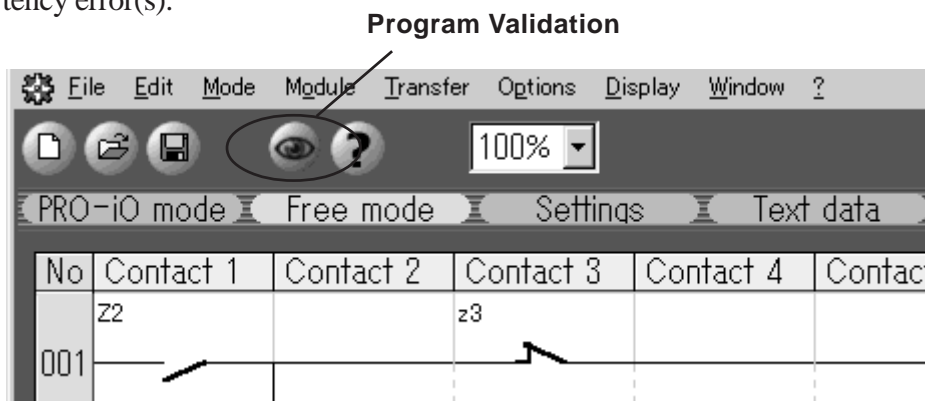 tency error(s).
Program Validation
File Edit Mode Module Transfer Options Display Window ?
? 100%
PRO-iO mode Free mode Settings Text data
No Contact 1 Contact 2 Contact 3 Contact 4 Contac
Z2 z3
001